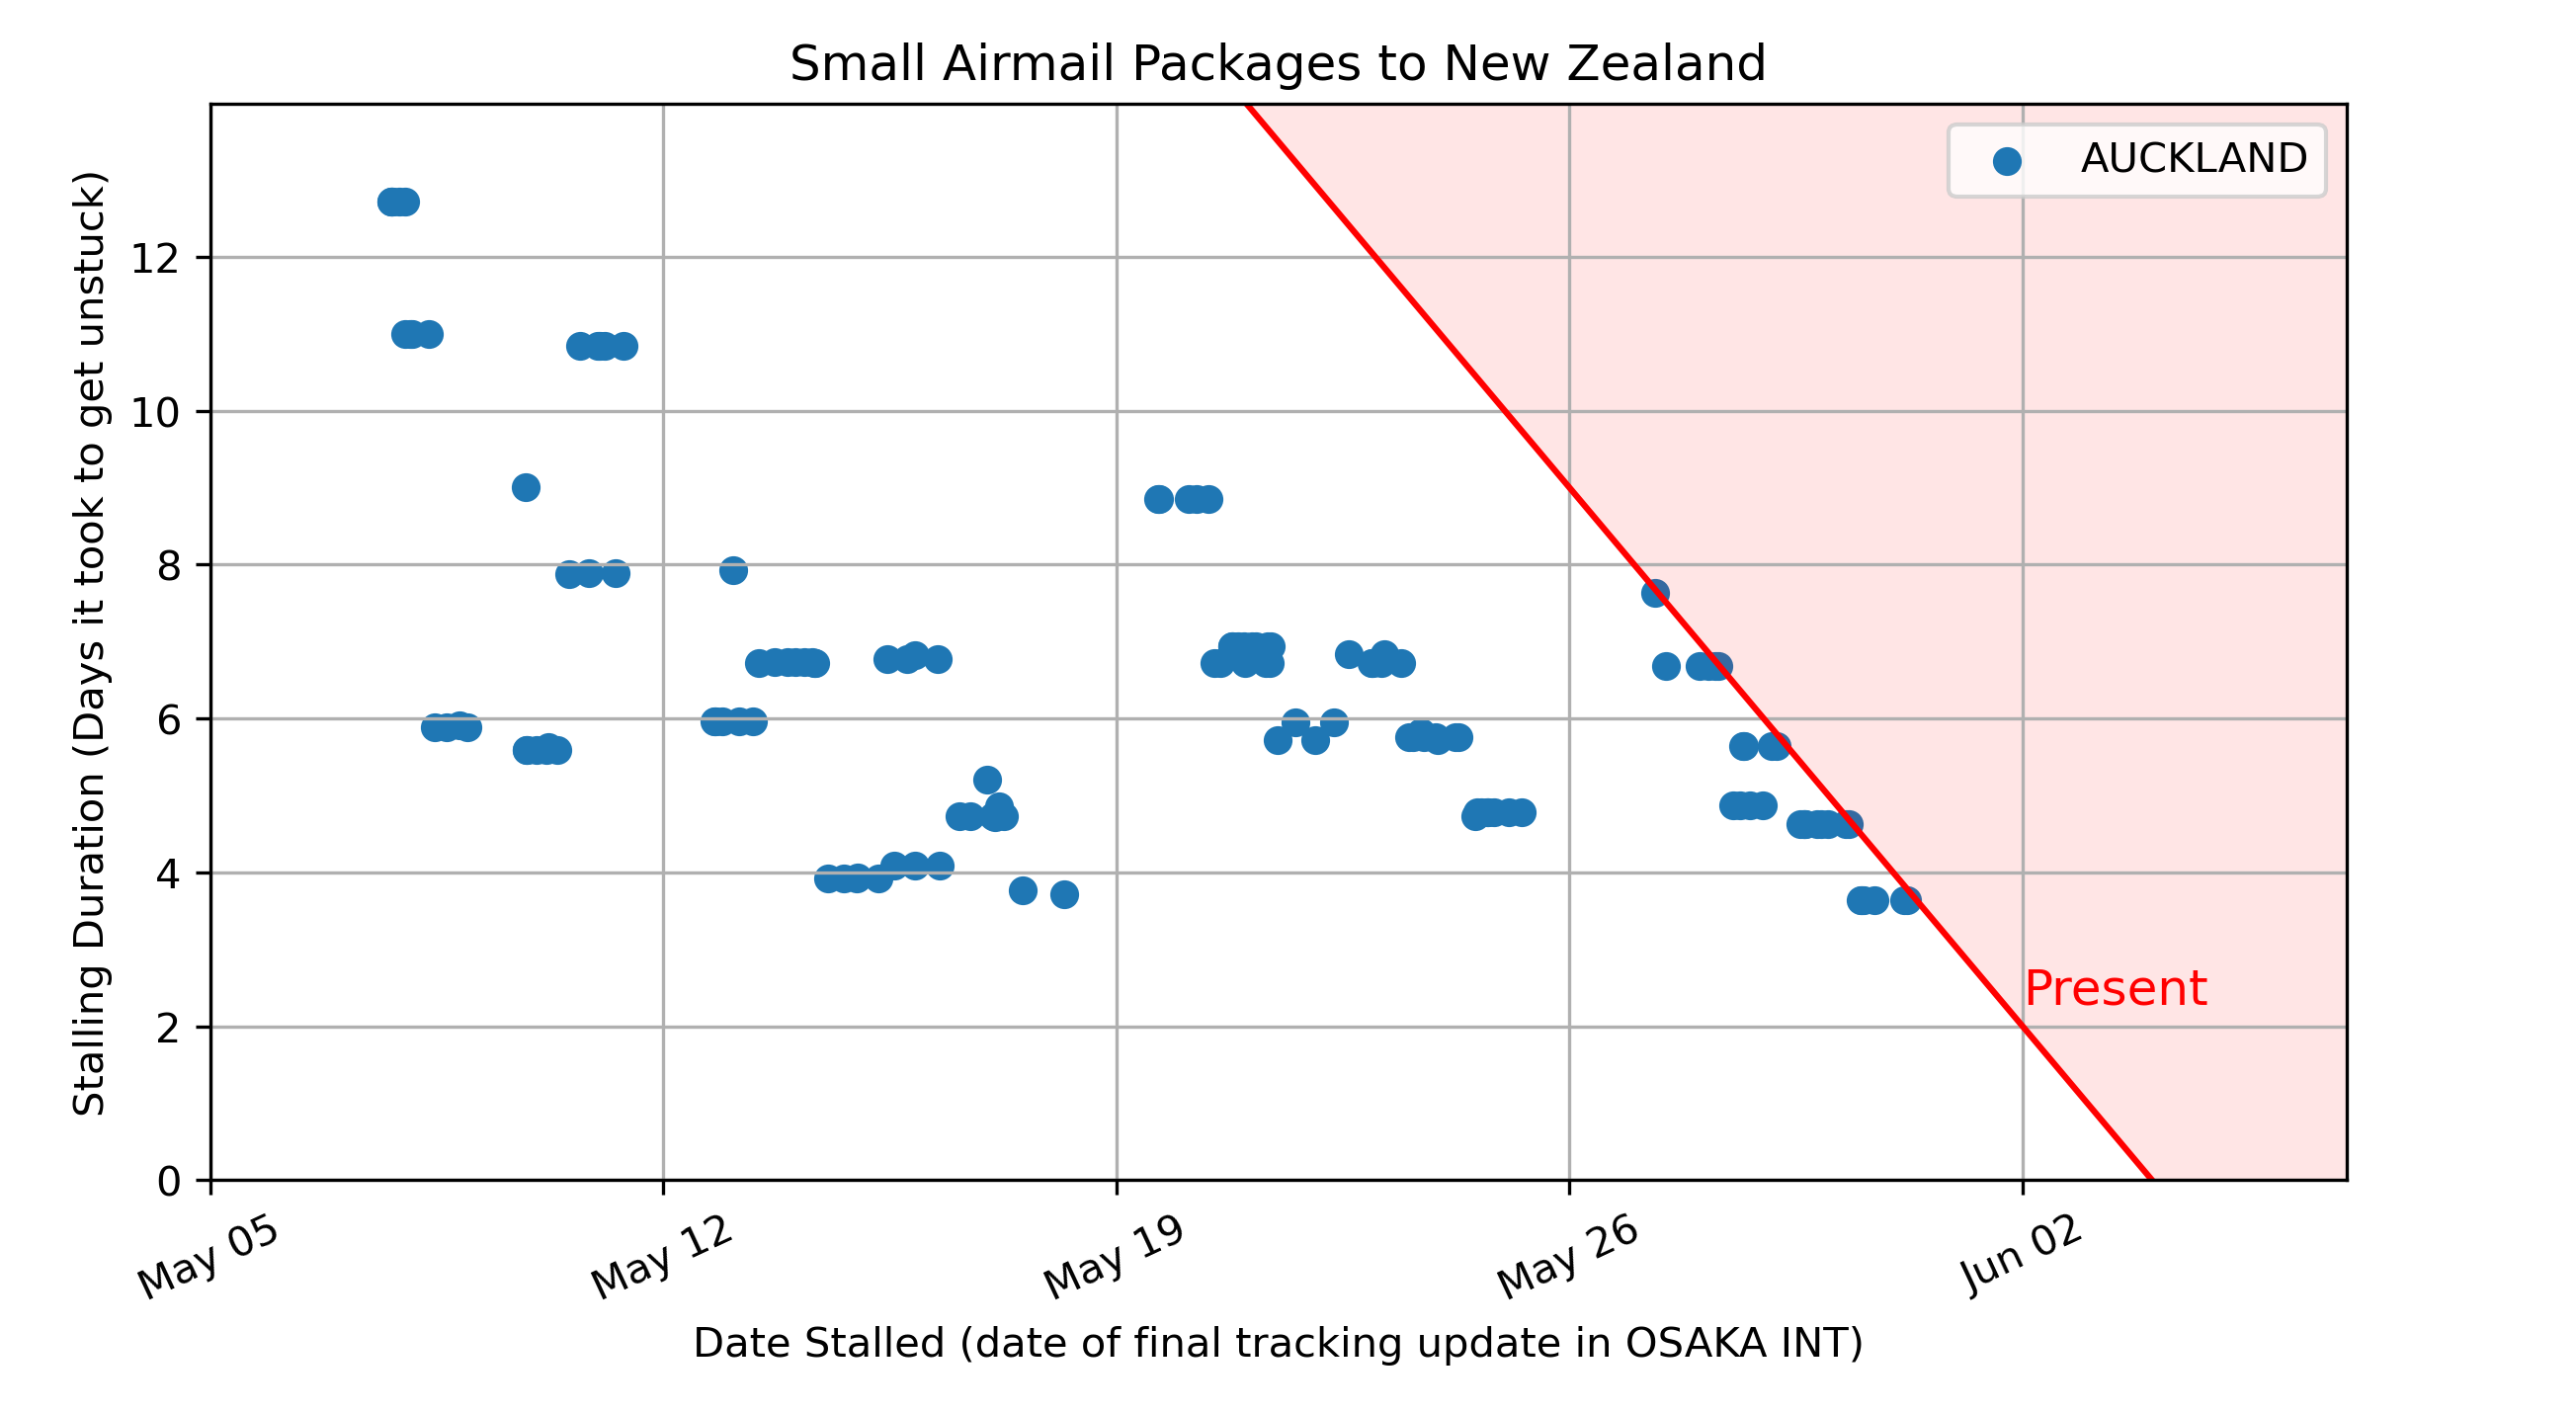 Small Airmail Packages to New Zealand
AUCKLAND
Stalling Duration (Days it took to get unstuck)
12
10
8
6
4
2
0
Present
May 05
May 12
May 19
May 26
Jun 02
Date Stalled (date of final tracking update in OSAKA INT)